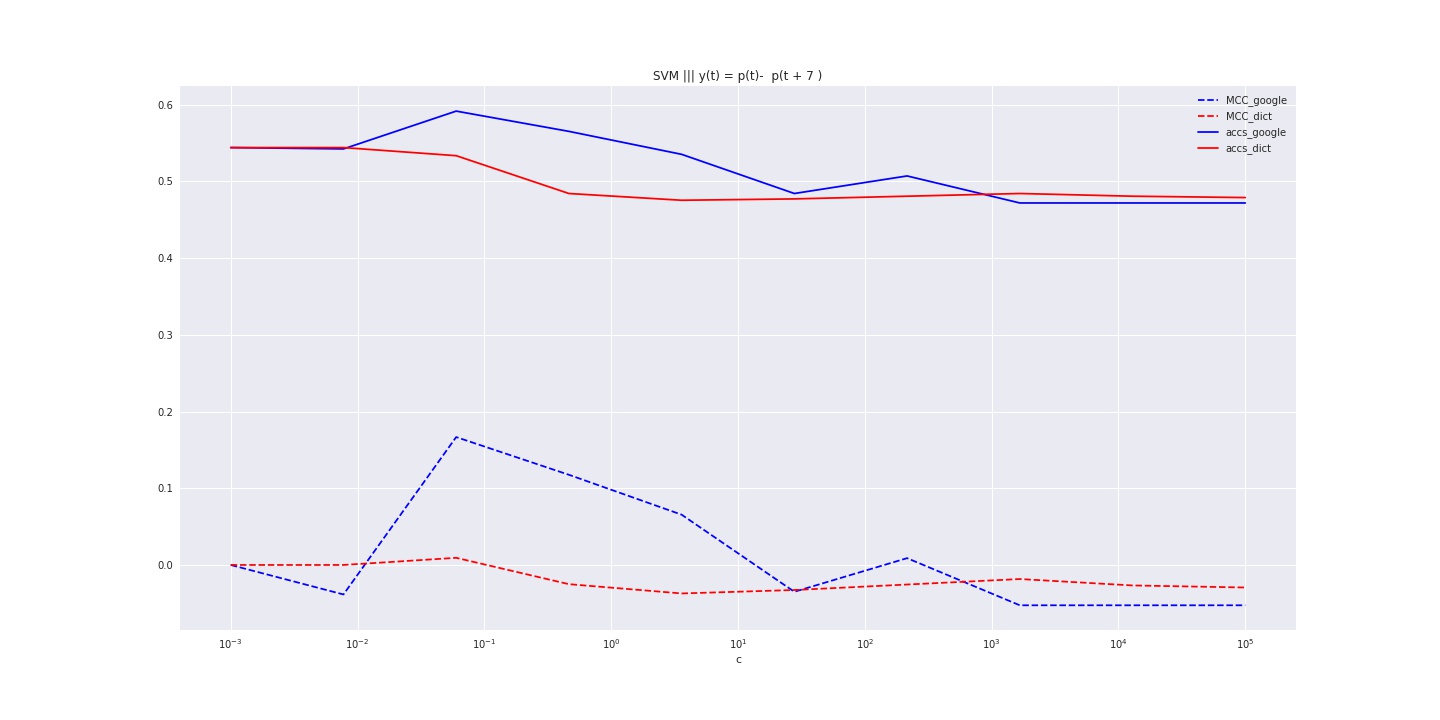 SVM ||| y(t) = p(t)-  p(t + 7 )
0.6
0.5
0.4
0.3
0.2
0.1
0.0
MCC_google
MCC_dict
accs_google
accs_dict
10⁻³ 10⁻² 10⁻¹ 10⁰ 10¹ 10² 10³ 10⁴ 10⁵
c